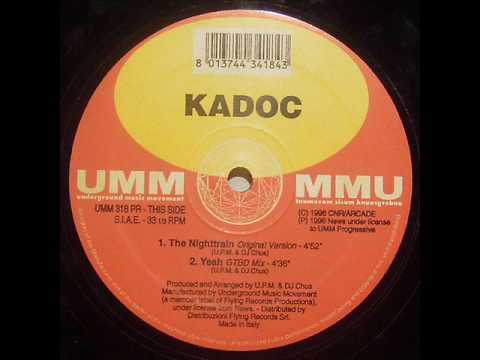 8 013744 341843
KADOC
UMM
underground music movement
UMM 318 PR - THIS SIDE
S.I.A.E. - 33 1/3 RPM
MMU
(C) 1996 CNR/ARCADE
(P) 1996 News under license
to UMM Progressive
1. The Nighttrain Original Version - 4'52"
(U.P.M. & DJ Chus)
2. Yeah GTBD Mix - 4'36"
(U.P.M. & DJ Chus)
Produced and Arranged by U.P.M. & DJ Chus
Manufactured by Underground Music Movement
(a member label of Flying Records Productions),
under license from News. - Distributed by
Distribuzioni Flying Records Srl.
Made in Italy